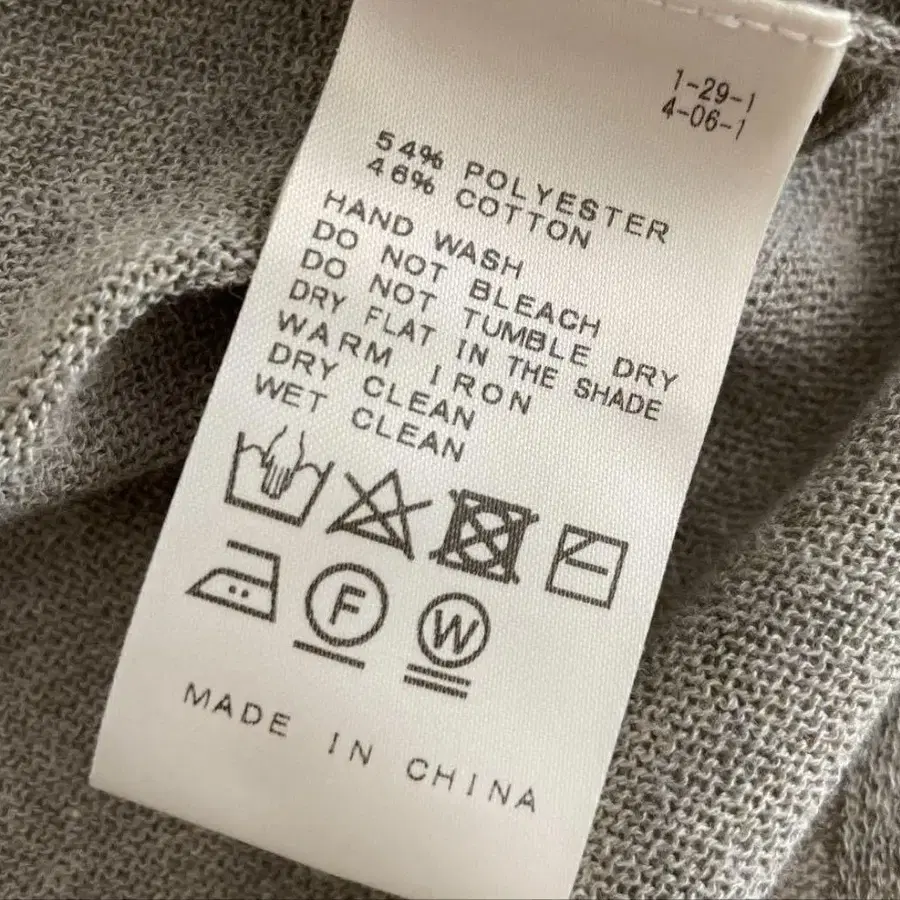 1-29-1
4-06-1
54% POLYESTER
46% COTTON
HAND WASH
DO NOT BLEACH
DO NOT TUMBLE DRY
DRY FLAT IN THE SHADE
WARM IRON
DRY CLEAN
WET CLEAN
F
W
MADE IN CHINA